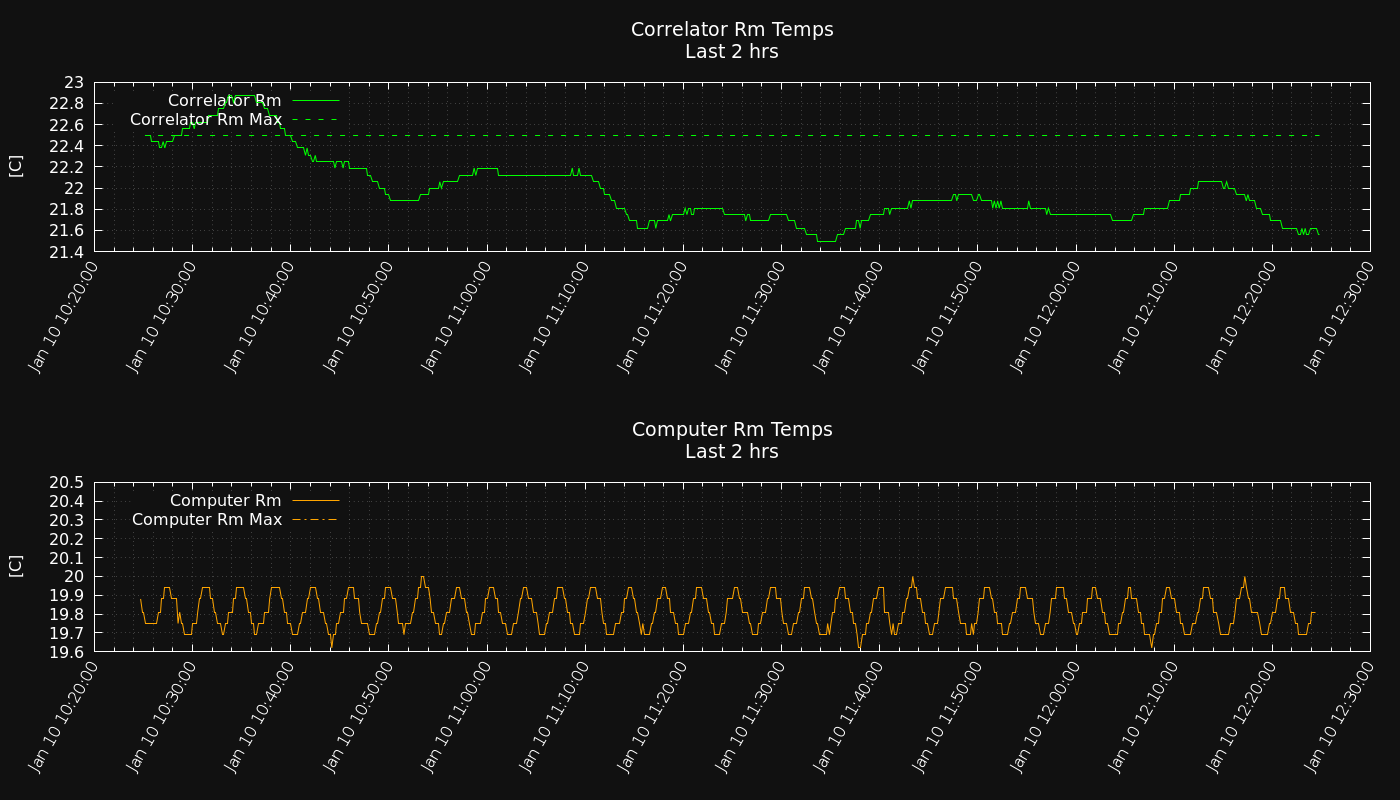 Correlator Rm Temps
Last 2 hrs
Correlator Rm
Correlator Rm Max
[C]
23
22.8
22.6
22.4
22.2
22
21.8
21.6
21.4
Jan 10 10:20:00
Jan 10 10:30:00
Jan 10 10:40:00
Jan 10 10:50:00
Jan 10 11:00:00
Jan 10 11:10:00
Jan 10 11:20:00
Jan 10 11:30:00
Jan 10 11:40:00
Jan 10 11:50:00
Jan 10 12:00:00
Jan 10 12:10:00
Jan 10 12:20:00
Jan 10 12:30:00
Computer Rm Temps
Last 2 hrs
Computer Rm
Computer Rm Max
[C]
20.5
20.4
20.3
20.2
20.1
20
19.9
19.8
19.7
19.6
Jan 10 10:20:00
Jan 10 10:30:00
Jan 10 10:40:00
Jan 10 10:50:00
Jan 10 11:00:00
Jan 10 11:10:00
Jan 10 11:20:00
Jan 10 11:30:00
Jan 10 11:40:00
Jan 10 11:50:00
Jan 10 12:00:00
Jan 10 12:10:00
Jan 10 12:20:00
Jan 10 12:30:00